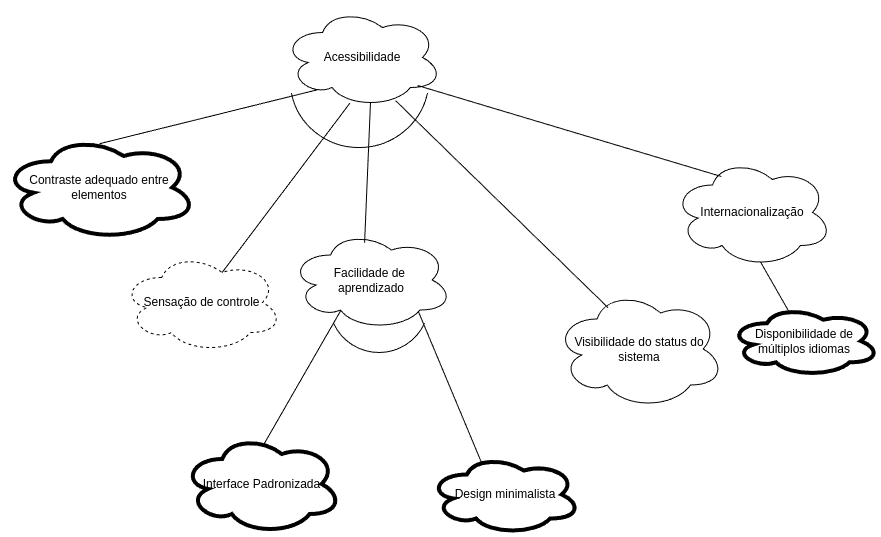 Acessibilidade
Contraste adequado entre
elementos
Internacionalização
Sensação de controle
Facilidade de
aprendizado
Visibilidade do status do
sistema
Disponibilidade de
múltiplos idiomas
Interface Padronizada
Design minimalista